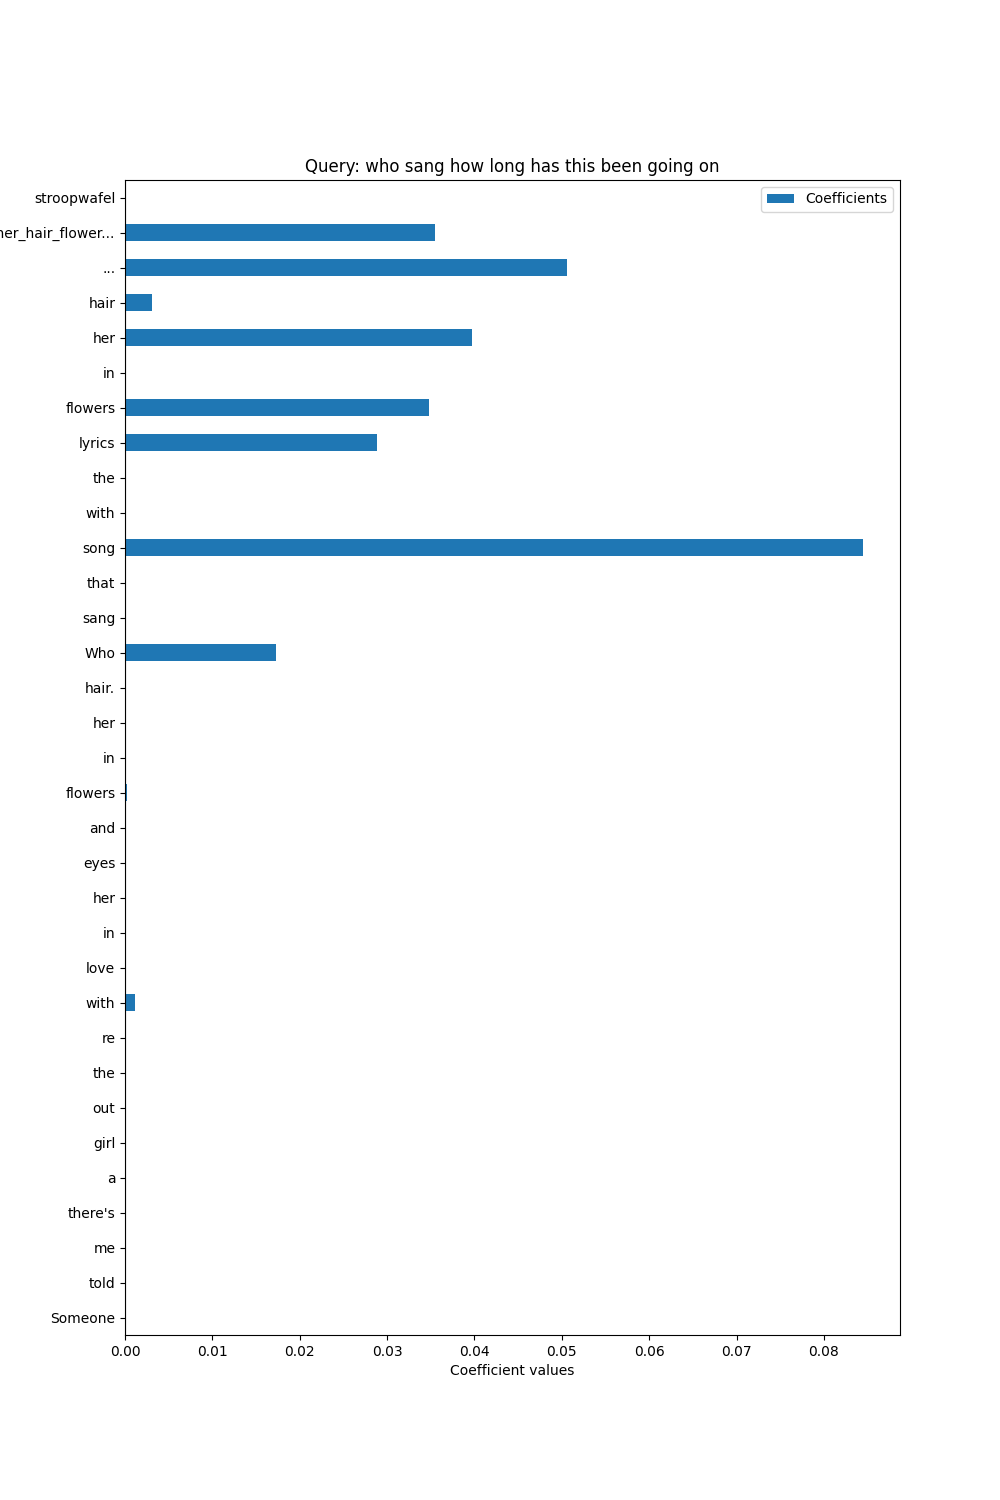 Query: who sang how long has this been going on
Coefficients
stroopwafel
her_hair_flower...
...
hair
her
in
flowers
lyrics
the
with
song
that
sang
Who
hair.
her
in
flowers
and
eyes
her
in
love
with
re
the
out
girl
a
there's
me
told
Someone
0.00 0.01 0.02 0.03 0.04 0.05 0.06 0.07 0.08
Coefficient values